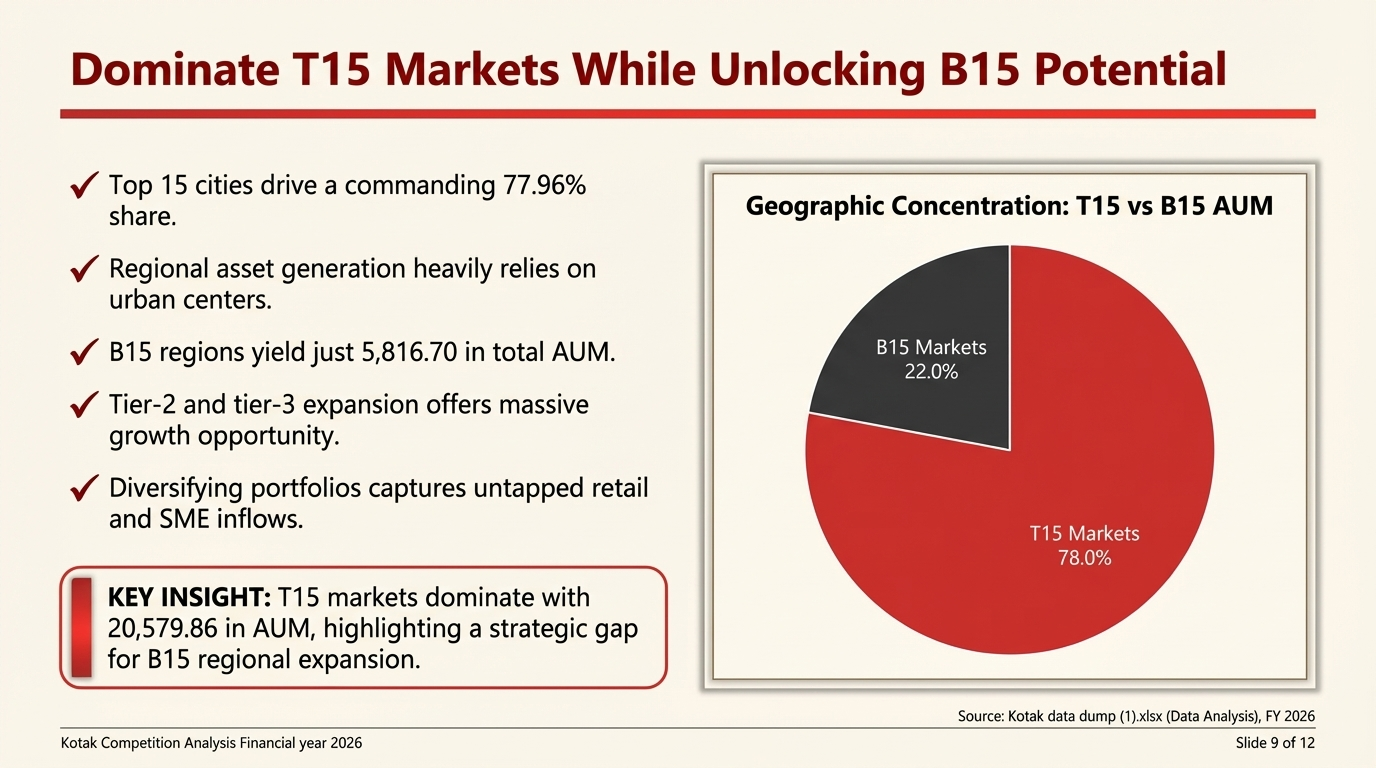 Dominate T15 Markets While Unlocking B15 Potential
Top 15 cities drive a commanding 77.96%
share.
Regional asset generation heavily relies on
urban centers.
B15 regions yield just 5,816.70 in total AUM.
Tier-2 and tier-3 expansion offers massive
growth opportunity.
Diversifying portfolios captures untapped retail
and SME inflows.
KEY INSIGHT: T15 markets dominate with
20,579.86 in AUM, highlighting a strategic gap
for B15 regional expansion.
Geographic Concentration: T15 vs B15 AUM
B15 Markets
22.0%
T15 Markets
78.0%
Source: Kotak data dump (1).xlsx (Data Analysis), FY 2026
Kotak Competition Analysis Financial year 2026
Slide 9 of 12